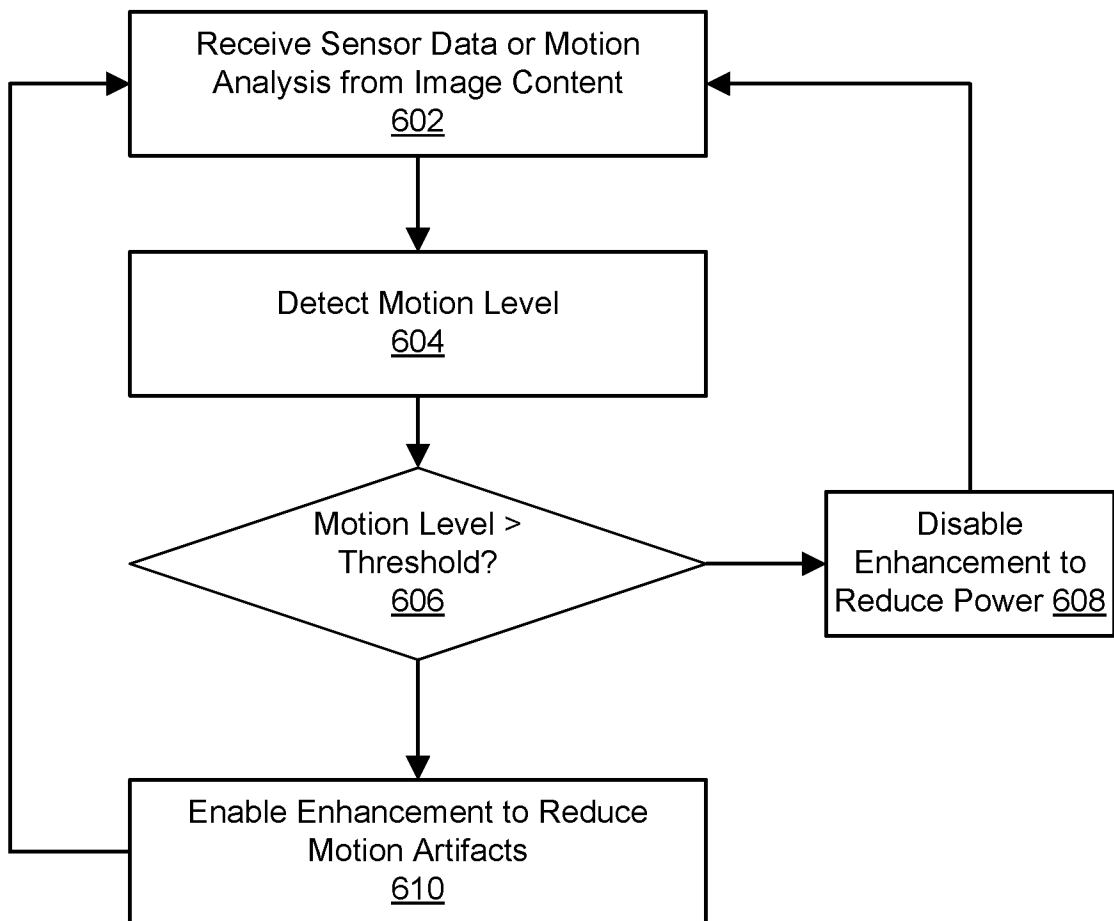 Receive Sensor Data or Motion
Analysis from Image Content
602
Detect Motion Level
604
Motion Level >
Threshold?
606
Disable
Enhancement to
Reduce Power 608
Enable Enhancement to Reduce
Motion Artifacts
610